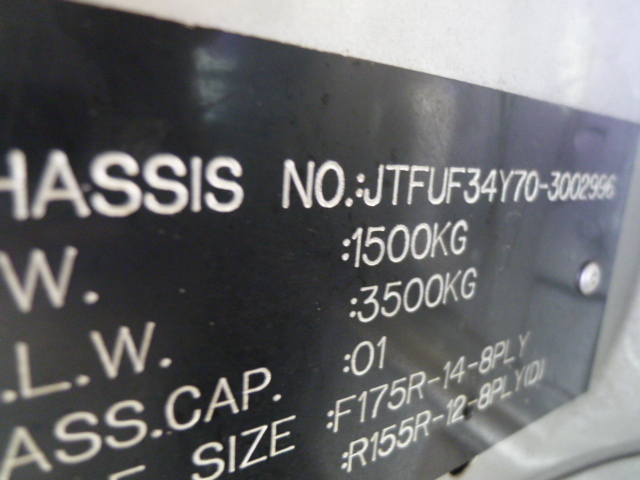 HASSIS NO.:JTFUF34Y70-3002996
W. :1500KG
.L.W. :3500KG
ASS.CAP. :01
SIZE :F175R-14-8PLY
:R155R-12-8PLY(D)